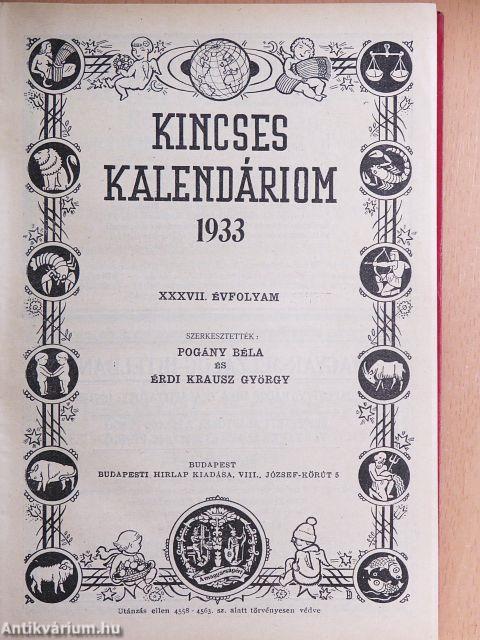 KINCSES
KALENDÁRIOM
1933
XXXVII. ÉVFOLYAM
SZERKESZTETTÉK:
POGÁNY BÉLA
ÉS
ÉRDI KRAUSZ GYÖRGY
BUDAPEST
BUDAPESTI HIRLAP KIADÁSA, VIII., JÓZSEF-KÖRÚT 5
A magyarságért
Utánzás ellen 4558-4563. sz. alatt törvényesen védve
Antikvárium.hu